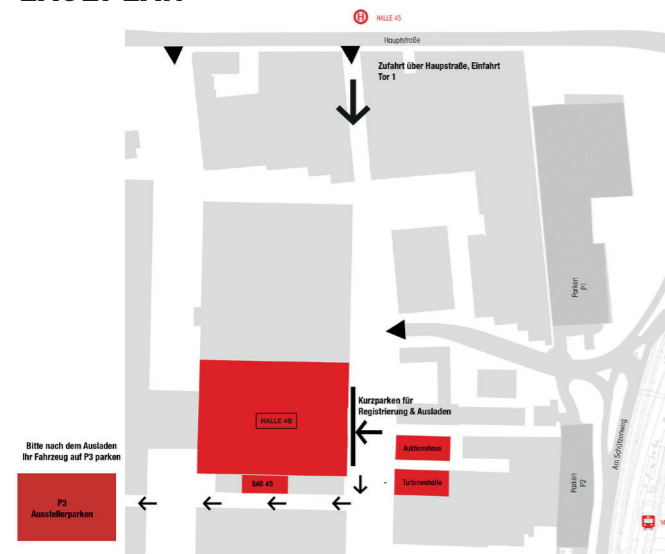 H HALLE 45
Hauptstraße
Zufahrt über Haupstraße, Einfahrt
Tor 1
Parken
P1
Kurzparken für
Registrierung & Ausladen
HALLE 45
Bitte nach dem Ausladen
Ihr Fahrzeug auf P3 parken
Auktionshaus
Am Schützenweg
BAR 45
Turbinenhalle
Parken
P2
P3
Ausstellerparken
M